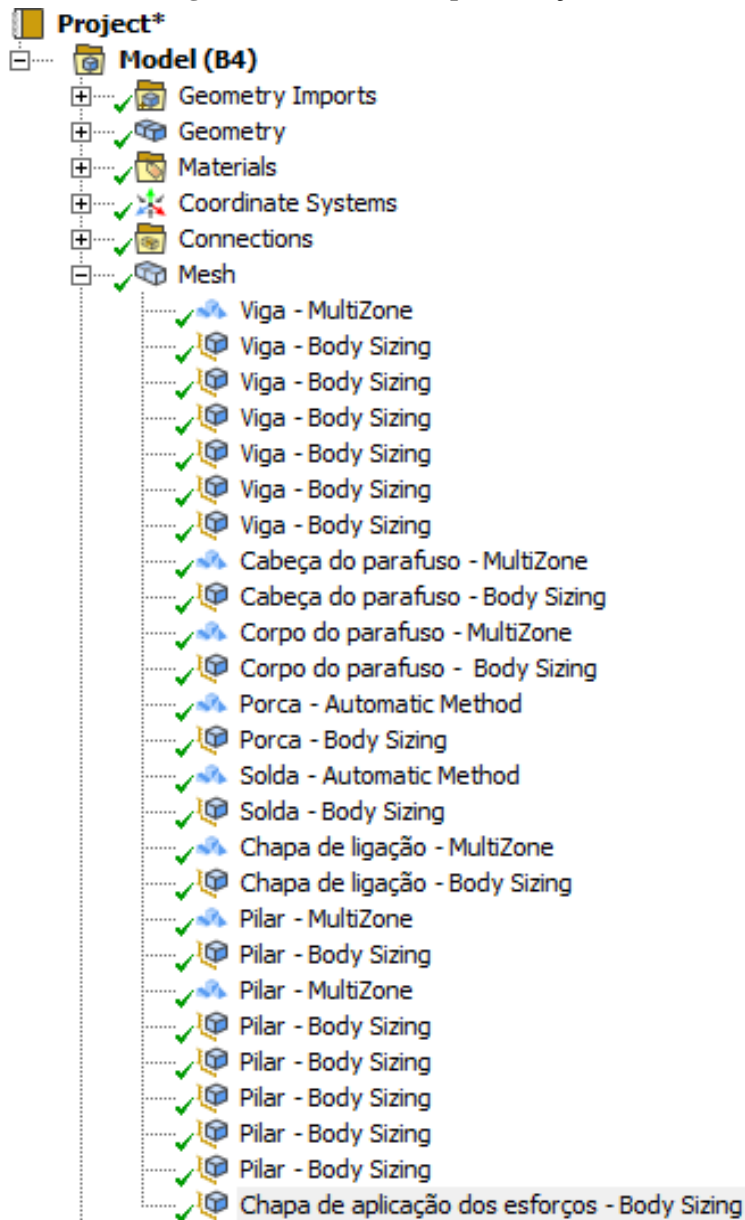 Project*
Model (B4)
Geometry Imports
Geometry
Materials
Coordinate Systems
Connections
Mesh
Viga - MultiZone
Viga - Body Sizing
Viga - Body Sizing
Viga - Body Sizing
Viga - Body Sizing
Viga - Body Sizing
Viga - Body Sizing
Cabeça do parafuso - MultiZone
Cabeça do parafuso - Body Sizing
Corpo do parafuso - MultiZone
Corpo do parafuso - Body Sizing
Porca - Automatic Method
Porca - Body Sizing
Solda - Automatic Method
Solda - Body Sizing
Chapa de ligação - MultiZone
Chapa de ligação - Body Sizing
Pilar - MultiZone
Pilar - Body Sizing
Pilar - MultiZone
Pilar - Body Sizing
Pilar - Body Sizing
Pilar - Body Sizing
Pilar - Body Sizing
Pilar - Body Sizing
Chapa de aplicação dos esforços - Body Sizing